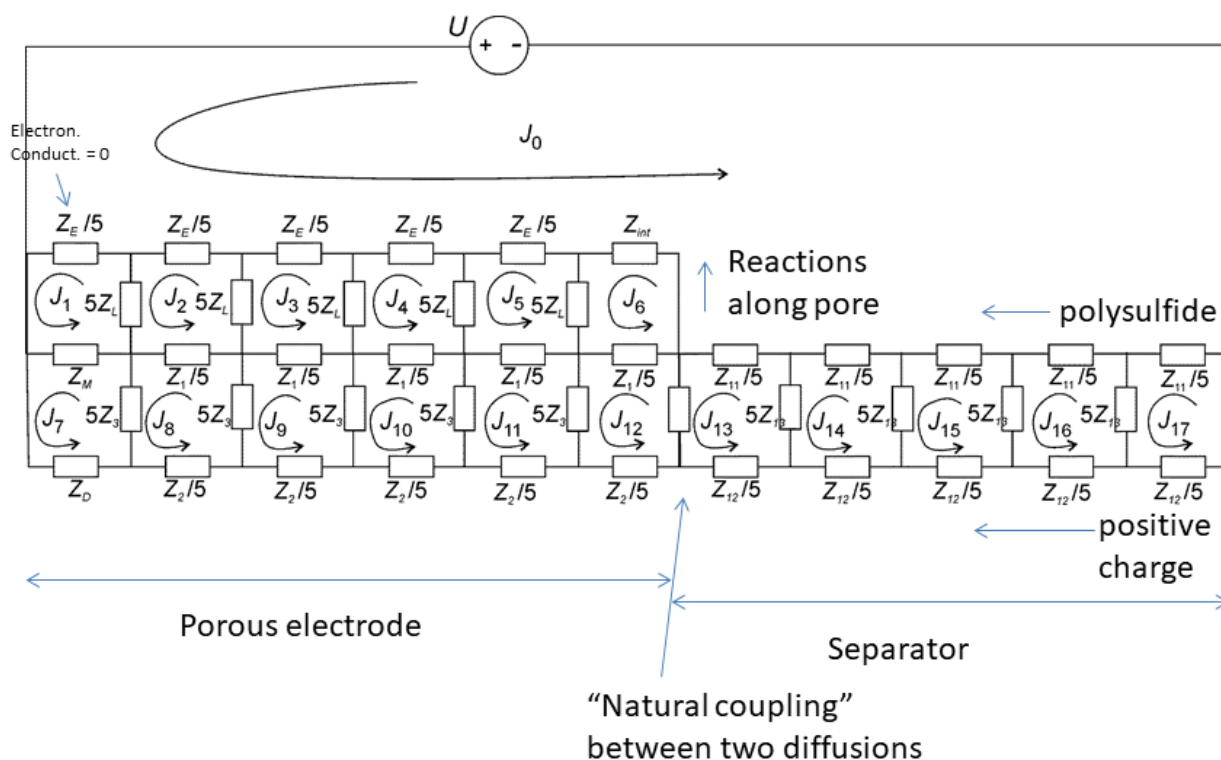 U + -
Electron.
Conduct. = 0
J0
ZE /5 ZE /5 ZE /5 ZE /5 ZE /5 Zint
Reactions
along pore
J1 5ZL J2 5ZL J3 5ZL J4 5ZL J5 5ZL J6
polysulfide
ZM Z1/5 Z1/5 Z1/5 Z1/5 Z1/5 Z11/5 Z11/5 Z11/5 Z11/5 Z11/5
J7 5Z3 J8 5Z3 J9 5Z3 J10 5Z3 J11 5Z3 J12 J13 5Z13 J14 5Z13 J15 5Z13 J16 5Z13 J17
ZD Z2/5 Z2/5 Z2/5 Z2/5 Z2/5 Z12/5 Z12/5 Z12/5 Z12/5 Z12/5
positive
charge
Porous electrode
Separator
“Natural coupling”
between two diffusions